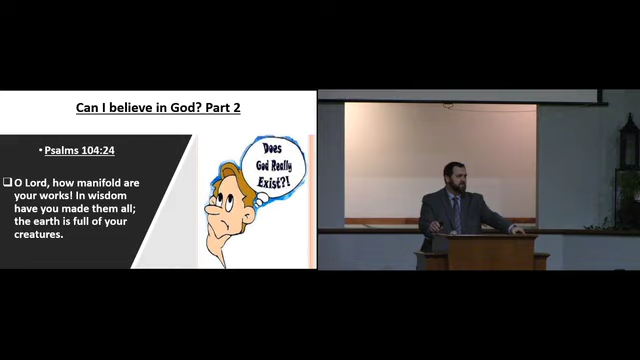 Can I believe in God? Part 2
• Psalms 104:24
❑ O Lord, how manifold are
your works! In wisdom
have you made them all;
the earth is full of your
creatures.
Does
God Really
Exist?!